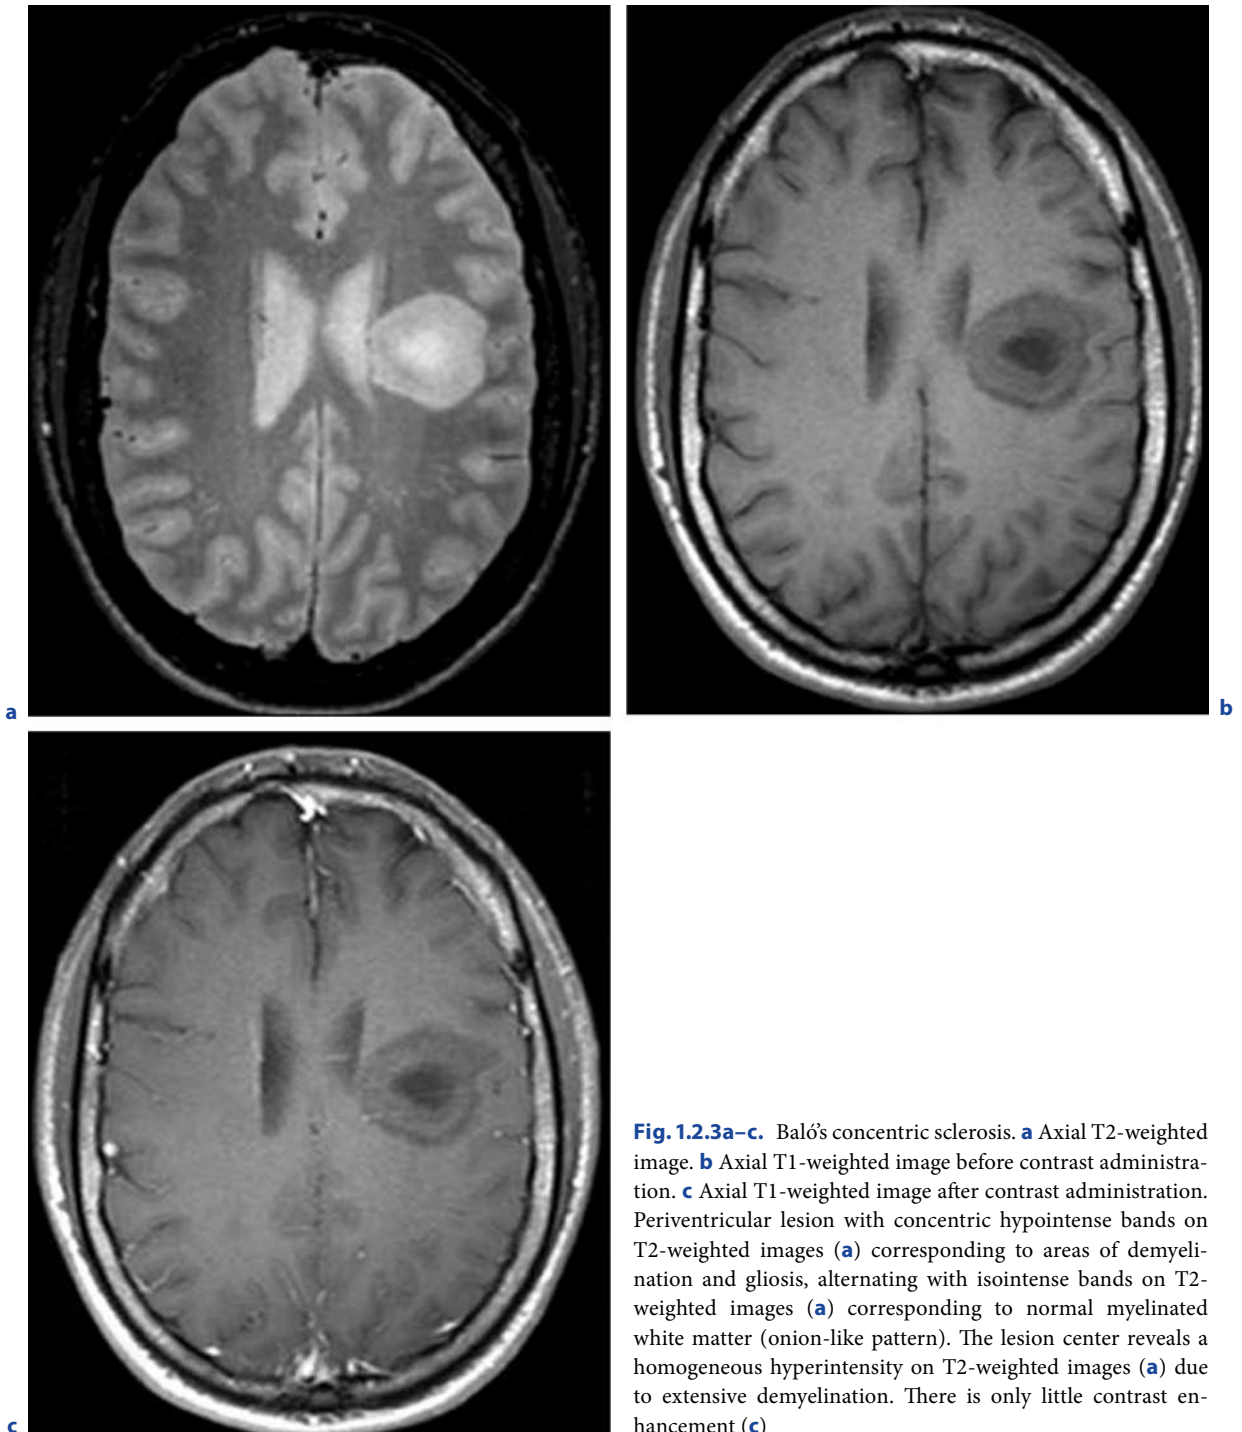 a
b
c
Fig. 1.2.3a–c. Baló's concentric sclerosis. a Axial T2-weighted
image. b Axial T1-weighted image before contrast administra-
tion. c Axial T1-weighted image after contrast administration.
Periventricular lesion with concentric hypointense bands on
T2-weighted images (a) corresponding to areas of demyeli-
nation and gliosis, alternating with isointense bands on T2-
weighted images (a) corresponding to normal myelinated
white matter (onion-like pattern). The lesion center reveals a
homogeneous hyperintensity on T2-weighted images (a) due
to extensive demyelination. There is only little contrast en-
hancement (c)